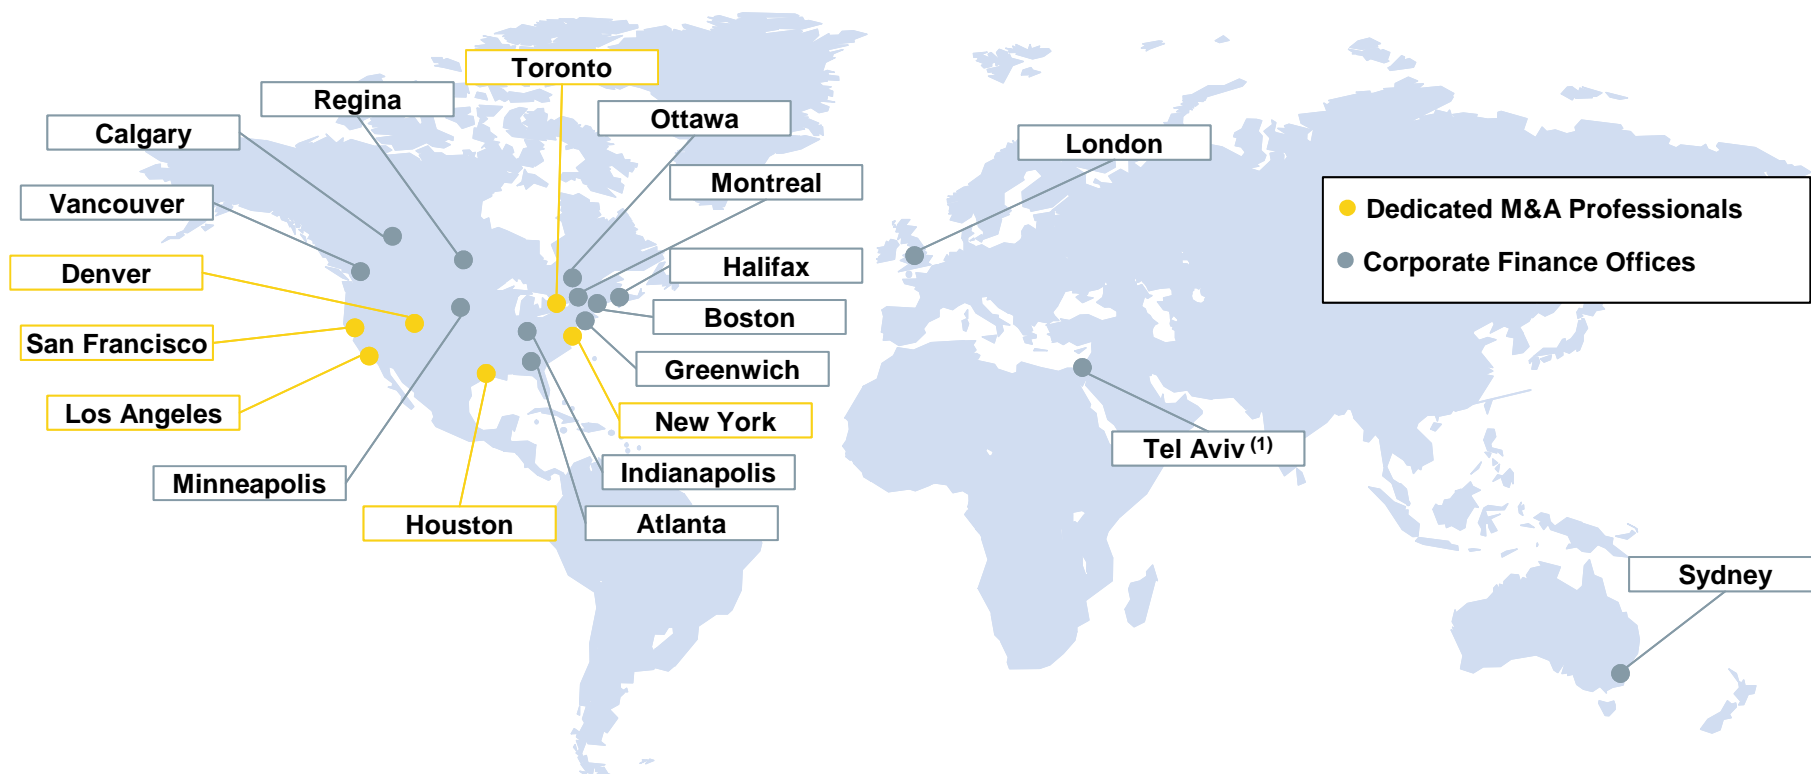 Toronto
Regina
Ottawa
Calgary
London
Montreal
Vancouver
Dedicated M&A Professionals
Denver
Halifax
Corporate Finance Offices
Boston
San Francisco
Greenwich
Los Angeles
New York
Tel Aviv (1)
Indianapolis
Minneapolis
Houston
Atlanta
Sydney